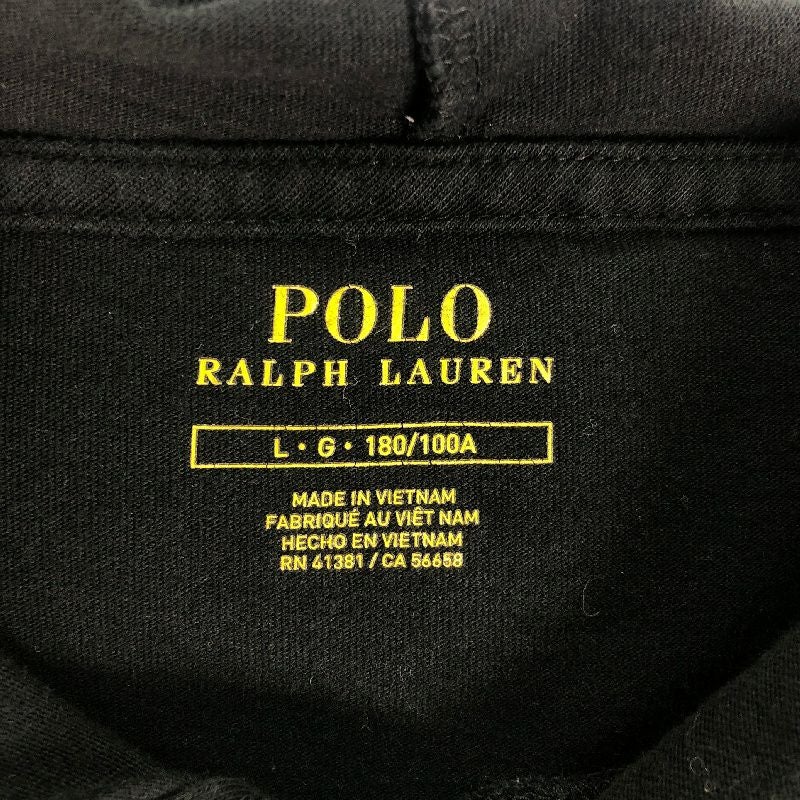 POLO
RALPH LAUREN
L • G • 180/100A
MADE IN VIETNAM
FABRIQUÉ AU VIÊT NAM
HECHO EN VIETNAM
RN 41381 / CA 56658